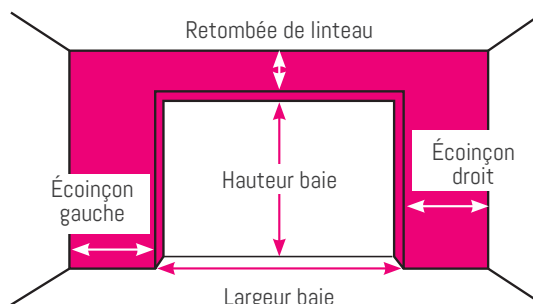 Retombée de linteau
Écoinçon
gauche
Hauteur baie
Écoinçon
droit
Largeur baie